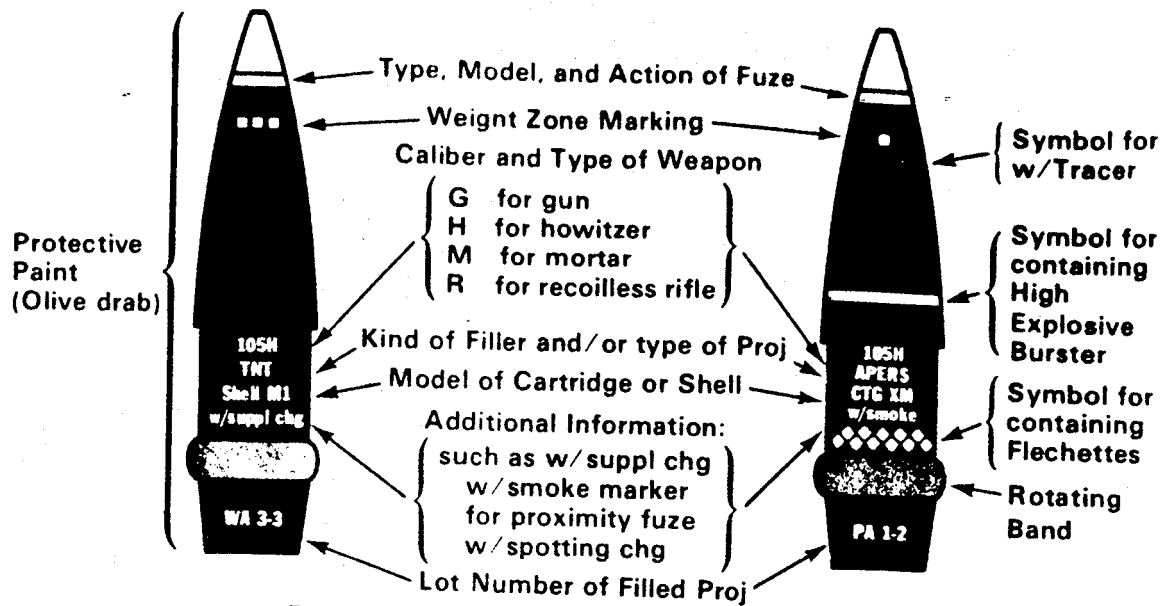 Type, Model, and Action of Fuze
Weignt Zone Marking
Caliber and Type of Weapon
G for gun
H for howitzer
M for mortar
R for recoilless rifle
Protective
Paint
(Olive drab)
Kind of Filler and/or type of Proj
Model of Cartridge or Shell
Additional Information:
such as w/suppl chg
w/smoke marker
for proximity fuze
w/spotting chg
Lot Number of Filled Proj
105H
TNT
Shell M1
w/suppl chg
WA 3-3
105H
APERS
CTG XM
w/smoke
PA 1-2
Symbol for
w/Tracer
Symbol for
containing
High
Explosive
Burster
Symbol for
containing
Flechettes
Rotating
Band